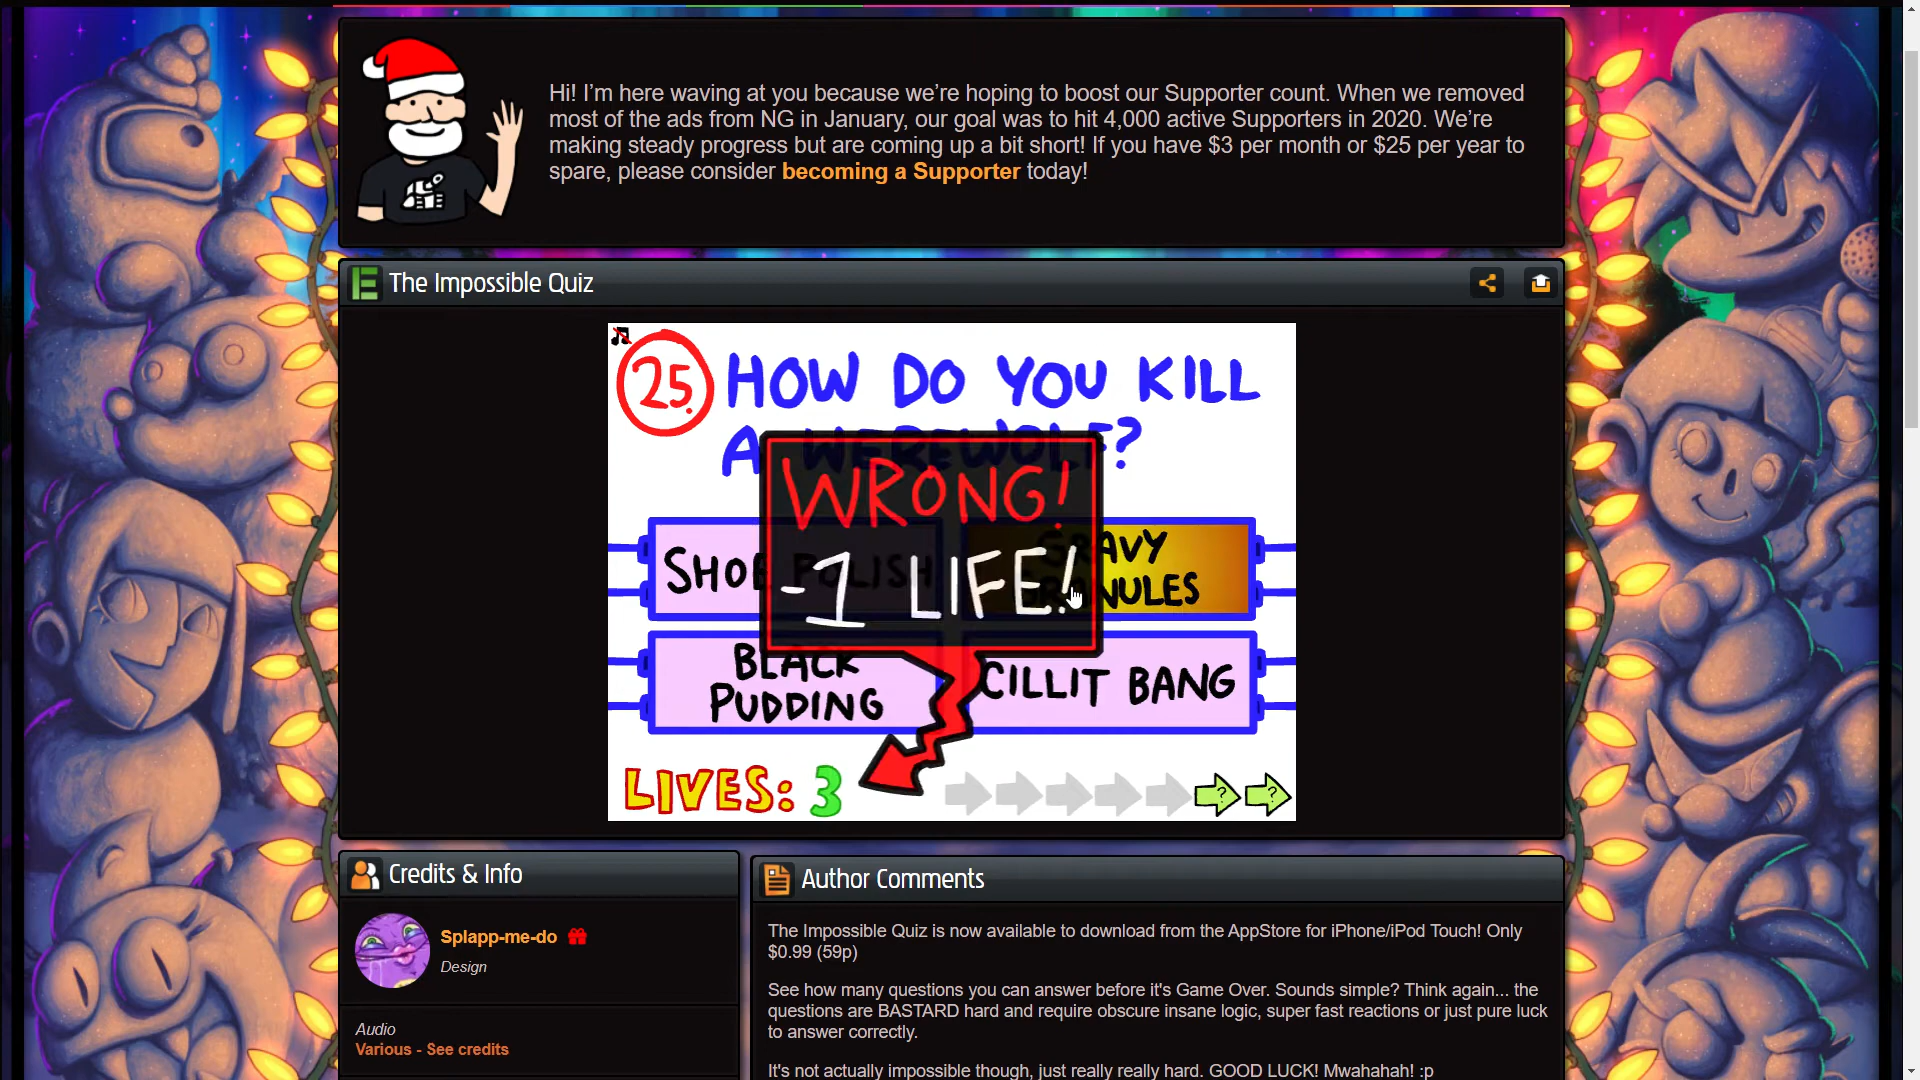 Hi! I'm here waving at you because we're hoping to boost our Supporter count. When we removed
most of the ads from NG in January, our goal was to hit 4,000 active Supporters in 2020. We're
making steady progress but are coming up a bit short! If you have $3 per month or $25 per year to
spare, please consider becoming a Supporter today!
The Impossible Quiz
25. HOW DO YOU KILL
A WEREWOLF?
WRONG!
-1 LIFE!
SHOE POLISH
GRAVY
GRANULES
BLACK
PUDDING
CILLIT BANG
LIVES: 3
? ?
Credits & Info
Splapp-me-do
Design
Audio
Various - See credits
Author Comments
The Impossible Quiz is now available to download from the AppStore for iPhone/iPod Touch! Only
$0.99 (59p)
See how many questions you can answer before it's Game Over. Sounds simple? Think again... the
questions are BASTARD hard and require obscure insane logic, super fast reactions or just pure luck
to answer correctly.
It's not actually impossible though, just really really hard. GOOD LUCK! Mwahahah! :p